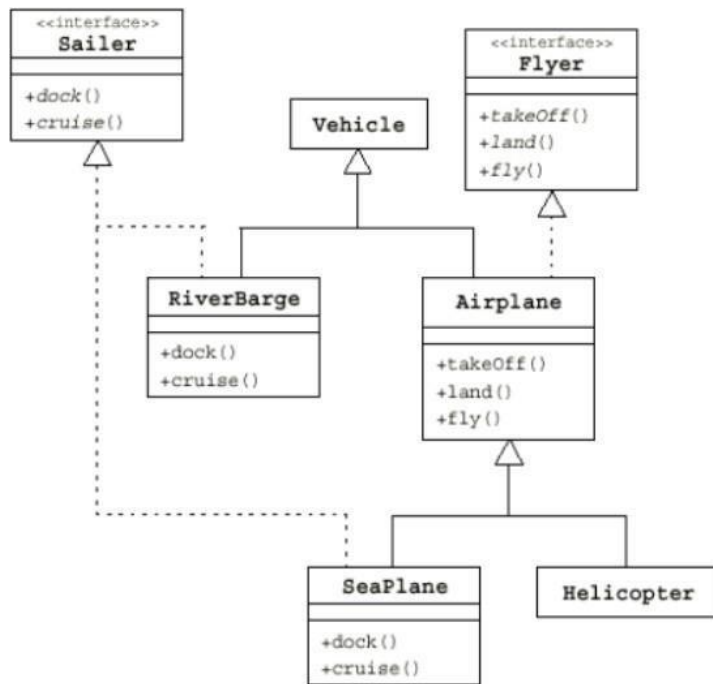 <<interface>>
Sailer
+dock()
+cruise()
<<interface>>
Flyer
+takeOff()
+land()
+fly()
Vehicle
RiverBarge
+dock()
+cruise()
Airplane
+takeOff()
+land()
+fly()
SeaPlane
+dock()
+cruise()
Helicopter